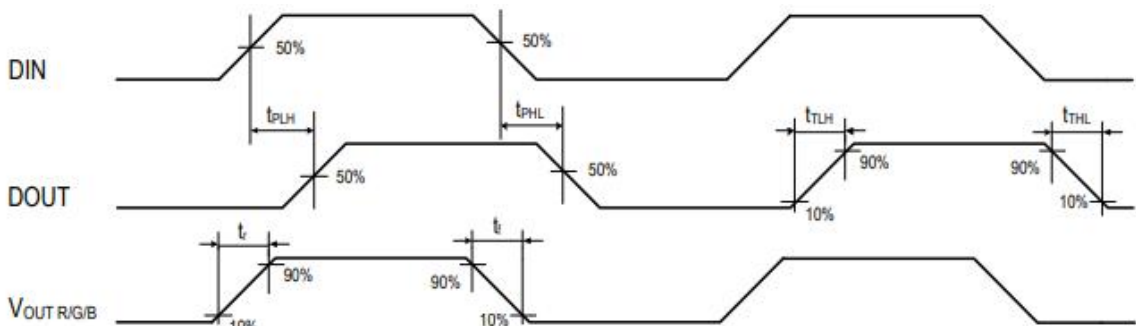 50%
50%
DIN
tPLH
tPHL
tTLH
tTHL
50%
50%
90%
90%
DOUT
10%
10%
tr
tf
90%
90%
VOUT R/G/B
10%
10%